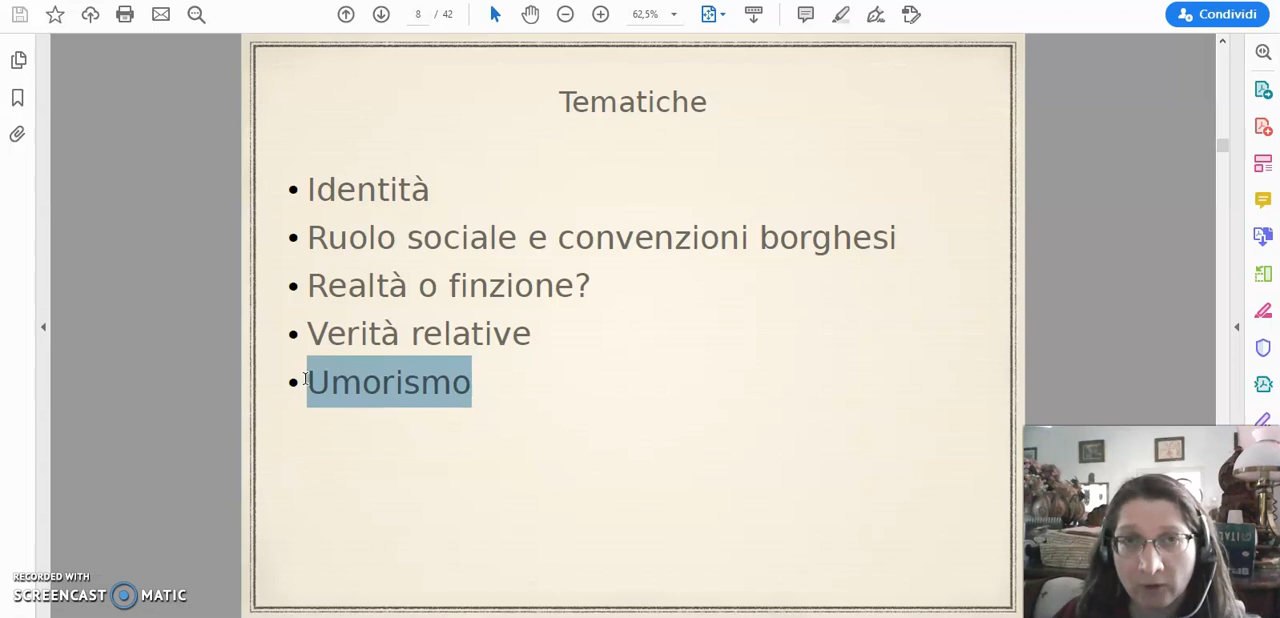 8 / 42
62,5%
Condividi
Tematiche
• Identità
• Ruolo sociale e convenzioni borghesi
• Realtà o finzione?
• Verità relative
• Umorismo
RECORDED WITH
SCREENCAST MATIC